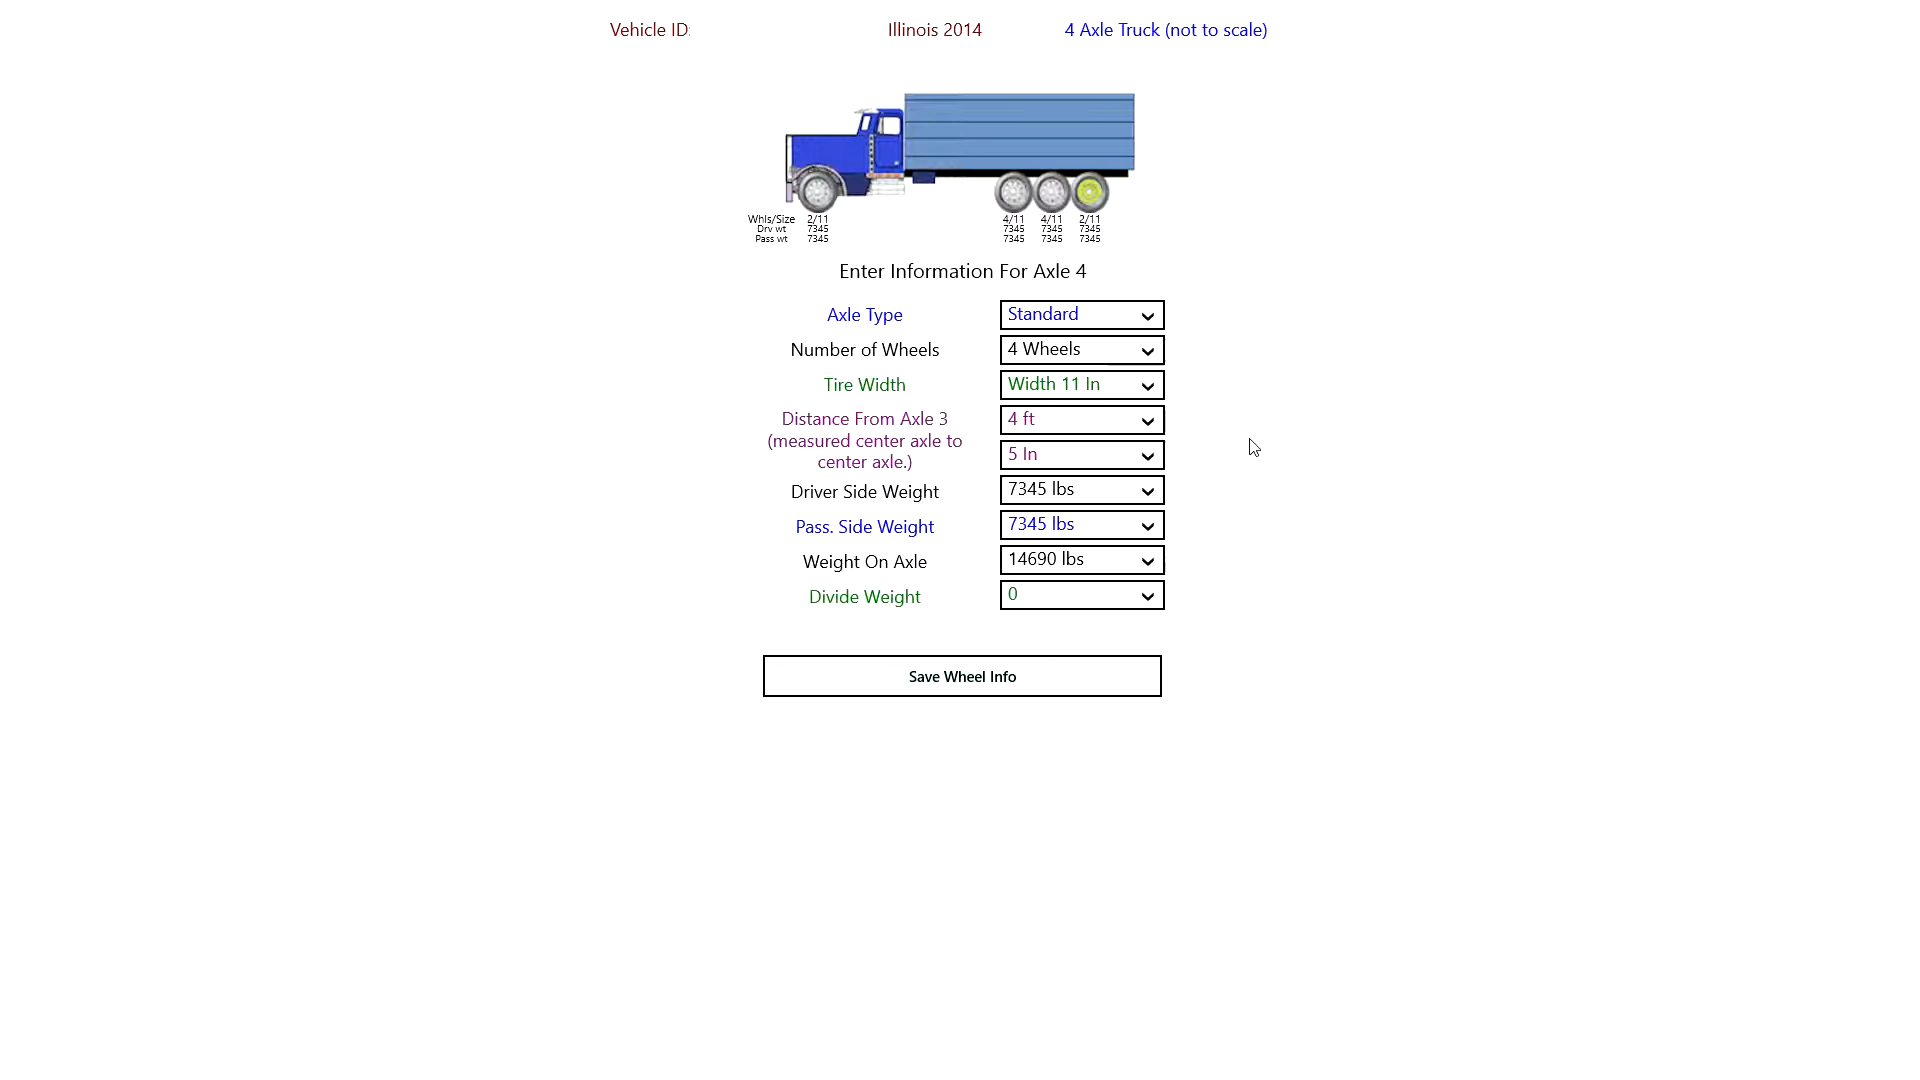 Vehicle ID: Illinois 2014 4 Axle Truck (not to scale)
Whls/Size 2/11 4/11 4/11 2/11
Drv wt 7345 7345 7345 7345
Pass wt 7345 7345 7345 7345
Enter Information For Axle 4
Axle Type Standard
Number of Wheels 4 Wheels
Tire Width Width 11 In
Distance From Axle 3 4 ft
(measured center axle to
center axle.) 5 In
Driver Side Weight 7345 lbs
Pass. Side Weight 7345 lbs
Weight On Axle 14690 lbs
Divide Weight 0
Save Wheel Info